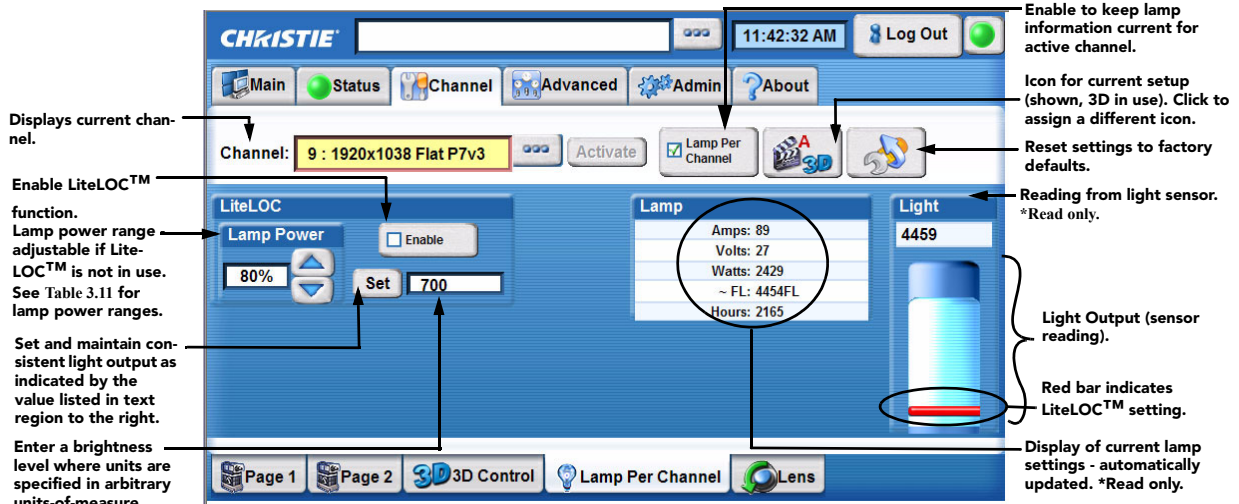 Enable to keep lamp
information current for
active channel.
CHRISTIE
11:42:32 AM
Log Out
Main
Status
Channel
Advanced
Admin
About
Icon for current setup
(shown, 3D in use). Click to
assign a different icon.
Displays current chan-
nel.
Channel:
9 : 1920x1038 Flat P7v3
Activate
Lamp Per
Channel
A
3D
Reset settings to factory
defaults.
Enable LiteLOC™
function.
Lamp power range
adjustable if Lite-
LOC™ is not in use.
See Table 3.11 for
lamp power ranges.
LiteLOC
Lamp Power
80%
Enable
Set
700
Lamp
Amps: 89
Volts: 27
Watts: 2429
~ FL: 4454FL
Hours: 2165
Light
4459
Reading from light sensor.
*Read only.
Light Output (sensor
reading).
Set and maintain con-
sistent light output as
indicated by the
value listed in text
region to the right.
Red bar indicates
LiteLOC™ setting.
Enter a brightness
level where units are
specified in arbitrary
units-of-measure
Page 1
Page 2
3D 3D Control
Lamp Per Channel
Lens
Display of current lamp
settings - automatically
updated. *Read only.